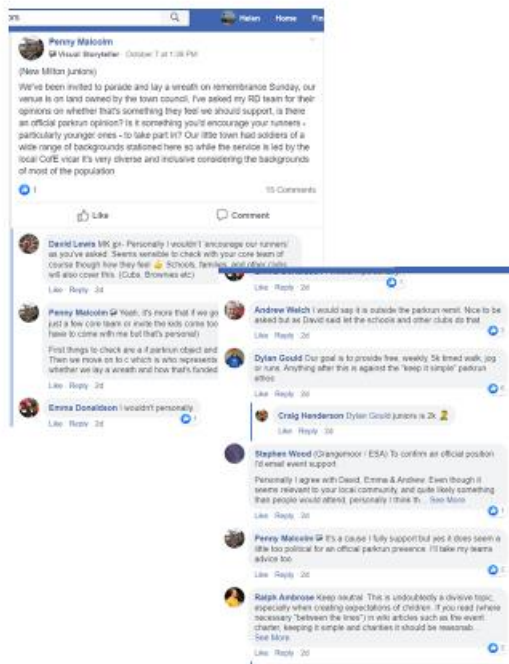 ors
Helen Home Fin
Penny Malcolm
Visual Storyteller · October 7 at 1:38 PM
(New Milton juniors)
We've been invited to parade and lay a wreath on remembrance Sunday, our
venue is on land owned by the town council, I've asked my RD team for their
opinions on whether that's something they feel we should support, is there
an official parkrun opinion? Is it something you'd encourage your runners -
particularly younger ones - to take part in? Our little town had soldiers of a
wide range of backgrounds stationed here so while the service is led by the
local CofE vicar it's very diverse and inclusive considering the backgrounds
of most of the population
1
15 Comments
Like Comment
David Lewis MK jpr- Personally I wouldn't 'encourage our runners'
as you've asked. Seems sensible to check with your core team of
course though how they feel Schools, families, and other clubs
will also cover this. (Cubs, Brownies etc)
Like Reply 2d
Penny Malcolm Yeah, it's more that if we go
just a few core team or invite the kids come too
have to come with me but that's personal)
First things to check are a if parkrun object and
Then we move on to c which is who represents
whether we lay a wreath and how that's funded
Like Reply 2d
Emma Donaldson I wouldn't personally.
Like Reply 2d
Like Reply 2d
Andrew Welch I would say it is outside the parkrun remit. Nice to be
asked but as David said let the schools and other clubs do that
Like Reply 2d
Dylan Gould Our goal is to provide free, weekly, 5k timed walk, jog
or runs. Anything after this is against the "keep it simple" parkrun
ethos
Like Reply 2d
Craig Henderson Dylan Gould juniors is 2k
Like Reply 2d
Stephen Wood (Grangemoor / ESA) To confirm an official position
I'd email event support
Personally I agree with David, Emma & Andrew. Even though it
seems relevant to your local community, and quite likely something
than people would attend, personally I think th... See More
Like Reply 2d
Penny Malcolm It's a cause I fully support but yes it does seem a
little too political for an official parkrun presence. I'll take my teams
advice too
Like Reply 2d
Ralph Ambrose Keep neutral. This is undoubtedly a divisive topic,
especially when creating expectations of children. If you read (where
necessary "between the lines") in wiki articles such as the event
charter, keeping it simple and charities it should be reasonab...
See More
Like Reply 2d